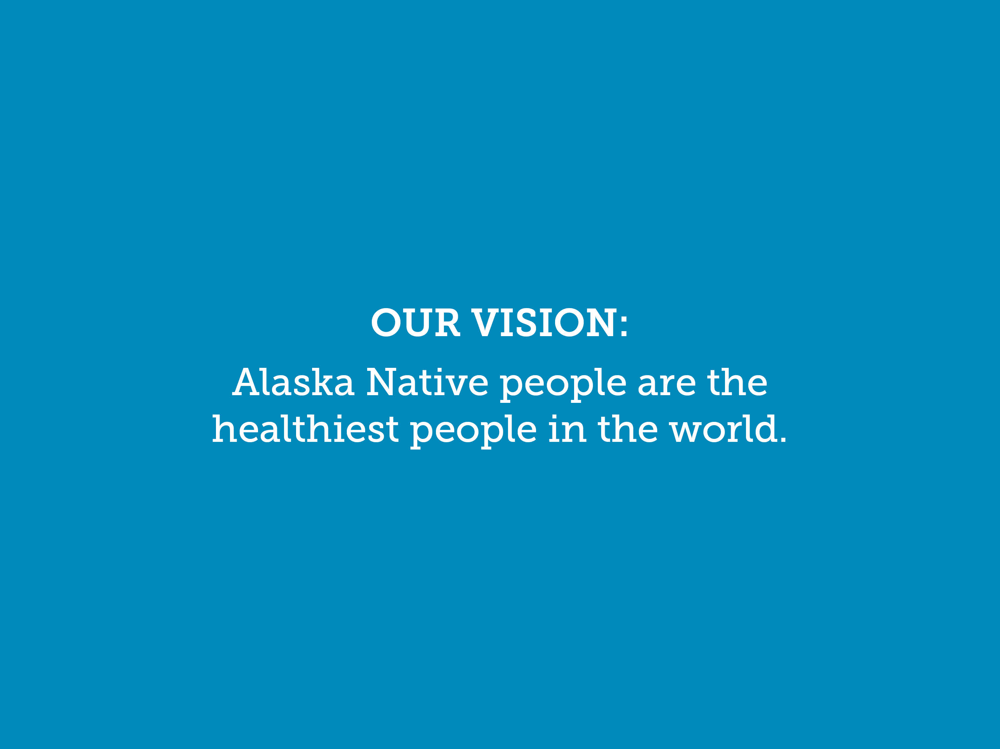 OUR VISION:
Alaska Native people are the
healthiest people in the world.